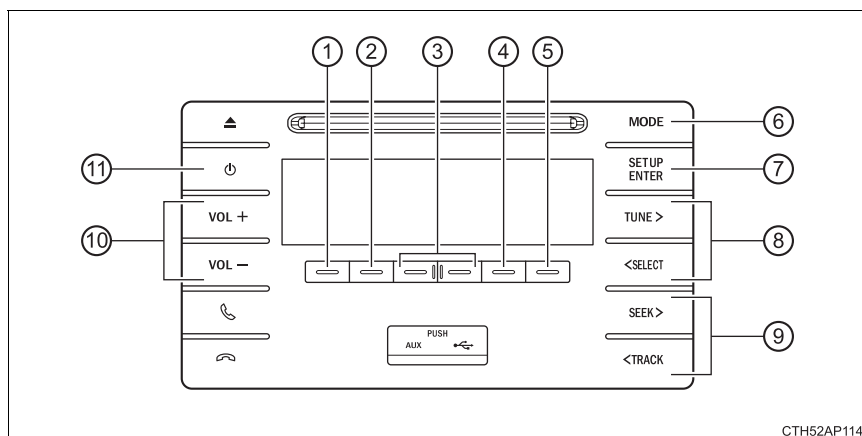 1
2
3
4
5
MODE
6
11
SETUP
ENTER
7
VOL +
TUNE >
10
8
VOL −
<SELECT
SEEK >
9
PUSH
AUX
<TRACK
CTH52AP114